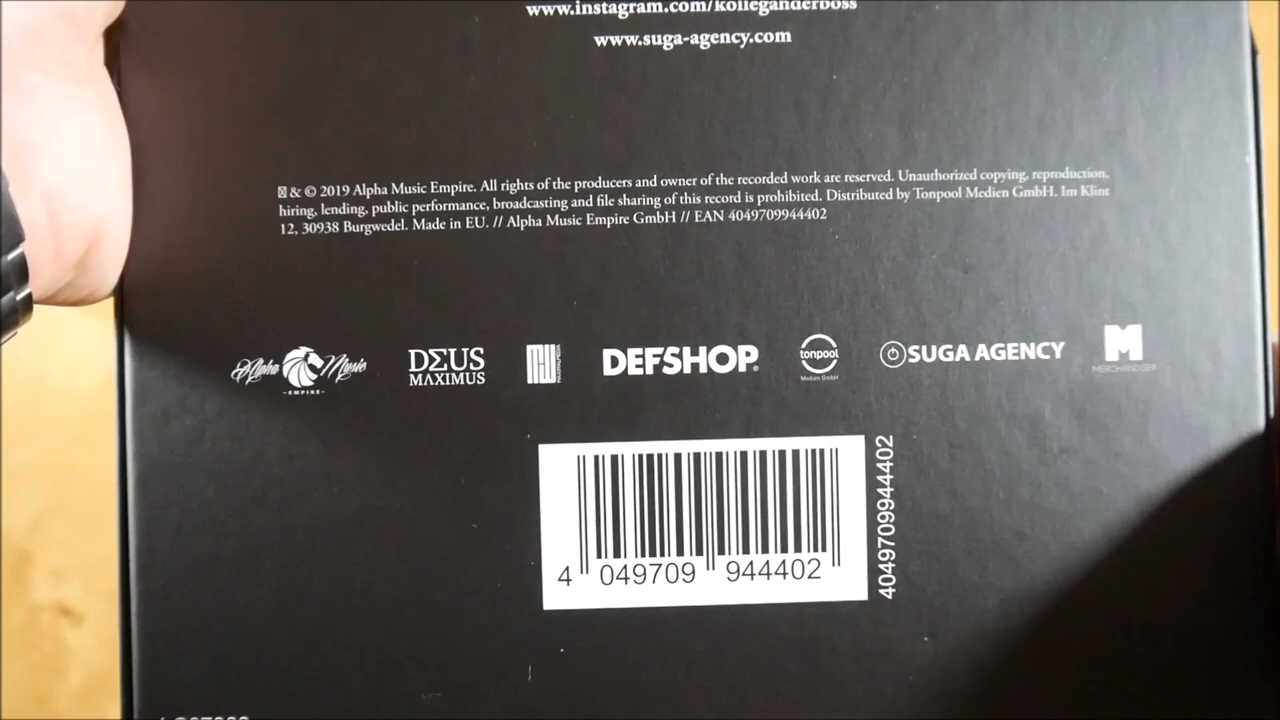 www.instagram.com/kolleganderboss
www.suga-agency.com
& © 2019 Alpha Music Empire. All rights of the producers and owner of the recorded work are reserved. Unauthorized copying, reproduction,
hiring, lending, public performance, broadcasting and file sharing of this record is prohibited. Distributed by Tonpool Medien GmbH. Im Klint
12, 30938 Burgwedel. Made in EU. // Alpha Music Empire GmbH // EAN 4049709944402
Alpha Music
-EMPIRE-
DΣUS
MΛXIMUS
DEFSHOP®
tonpool
Medien GmbH
SUGA AGENCY
M
MERCHANDISER
4 049709 944402
4049709944402